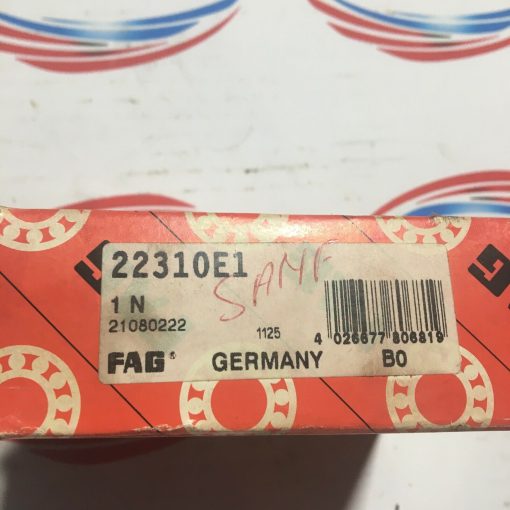 22310E1
SAME
1 N
21080222
1125
4 026677 806819
FAG® GERMANY B0